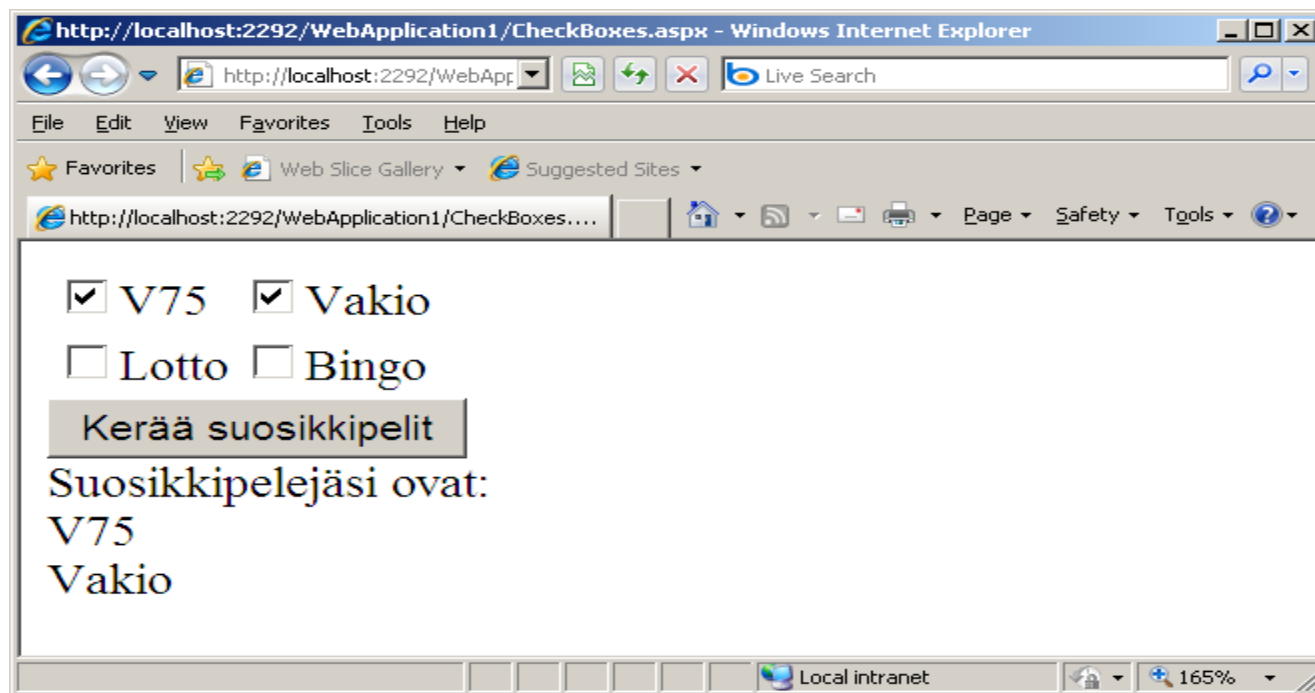 http://localhost:2292/WebApplication1/CheckBoxes.aspx - Windows Internet Explorer
http://localhost:2292/WebApp Live Search
File Edit View Favorites Tools Help
Favorites Web Slice Gallery Suggested Sites
http://localhost:2292/WebApplication1/CheckBoxes.... Page Safety Tools
V75 Vakio
Lotto Bingo
Kerää suosikkipelit
Suosikkipelejäsi ovat:
V75
Vakio
Local intranet 165%